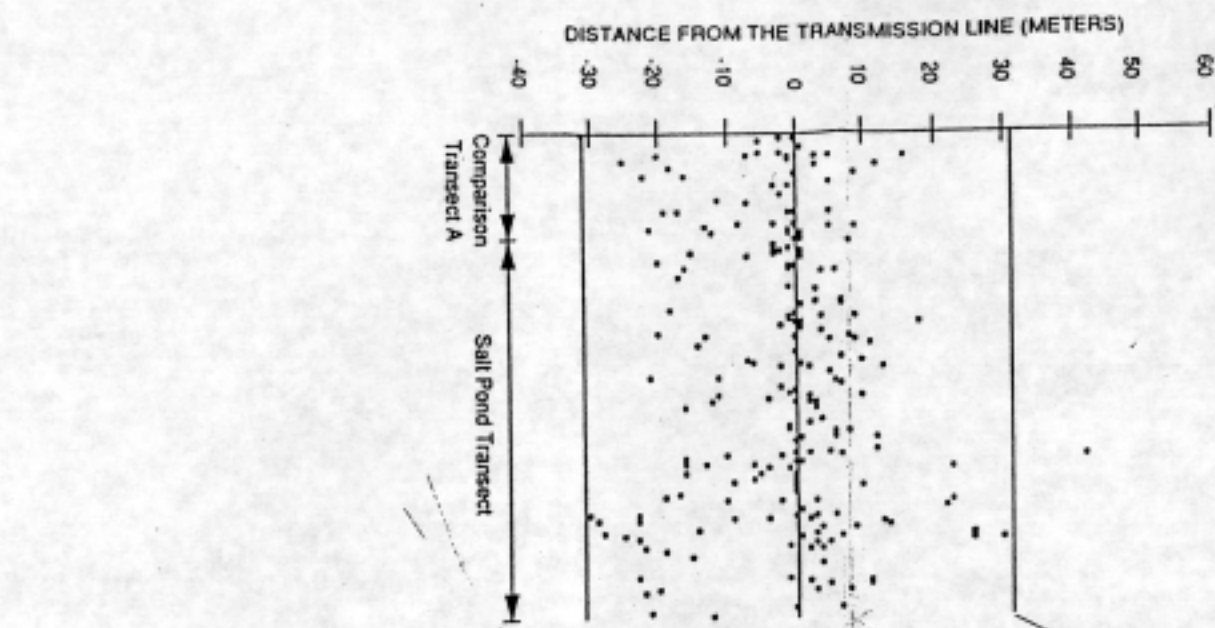 DISTANCE FROM THE TRANSMISSION LINE (METERS)
-40 -30 -20 -10 0 10 20 30 40 50 60
Comparison
Transect A
Salt Pond Transect